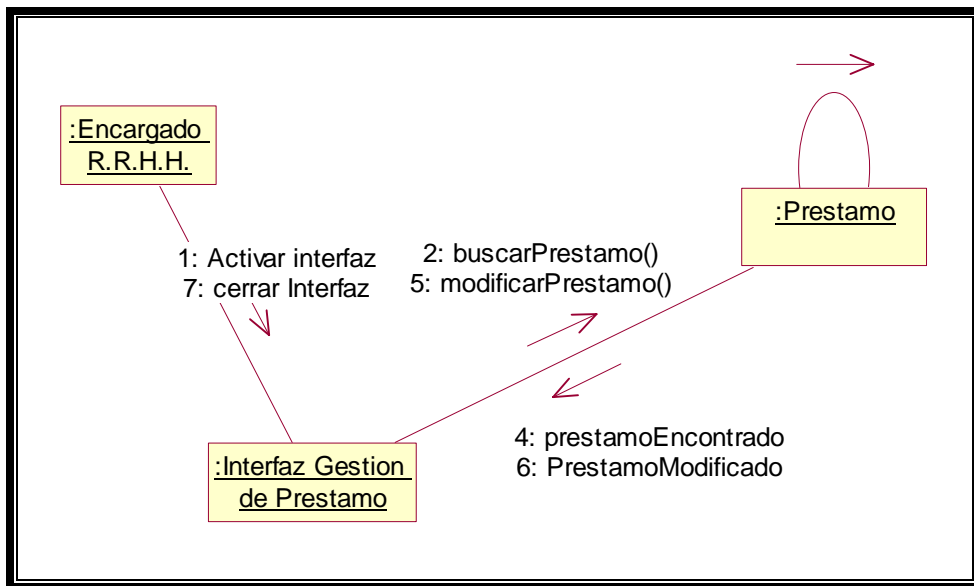 :Encargado
R.R.H.H.
:Prestamo
1: Activar interfaz
7: cerrar Interfaz
2: buscarPrestamo()
5: modificarPrestamo()
4: prestamoEncontrado
6: PrestamoModificado
:Interfaz Gestion
de Prestamo